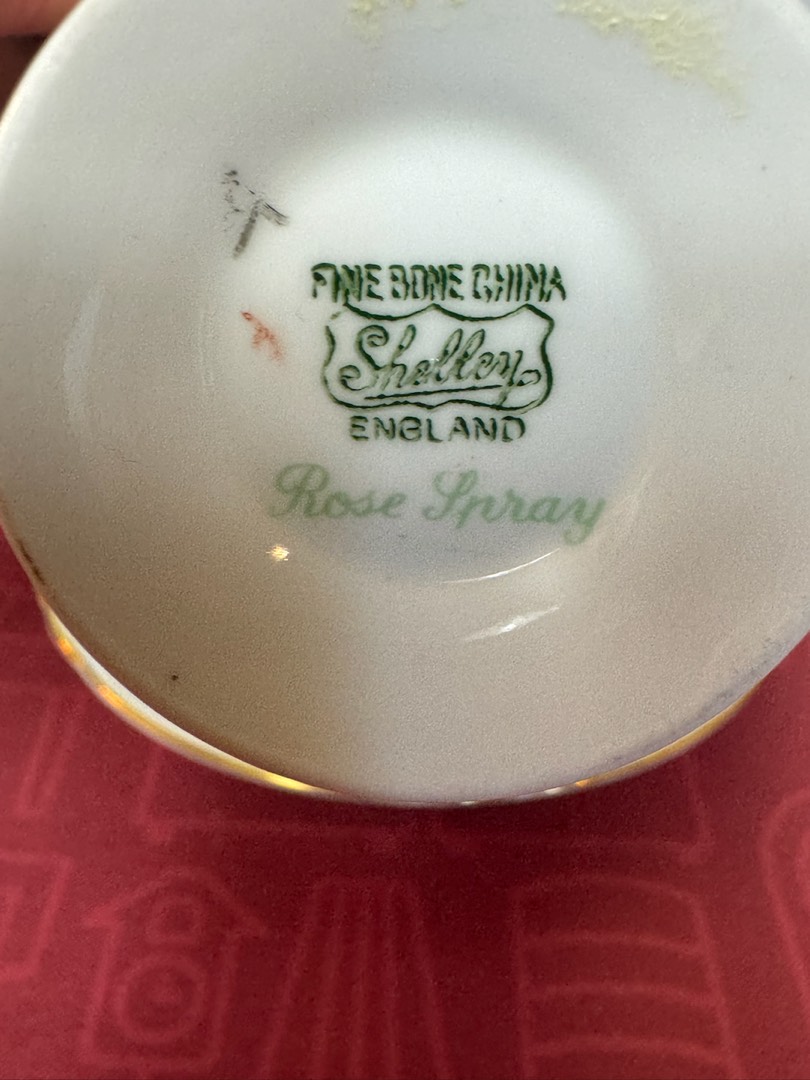 FINE BONE CHINA
Shelley
ENGLAND
Rose Spray